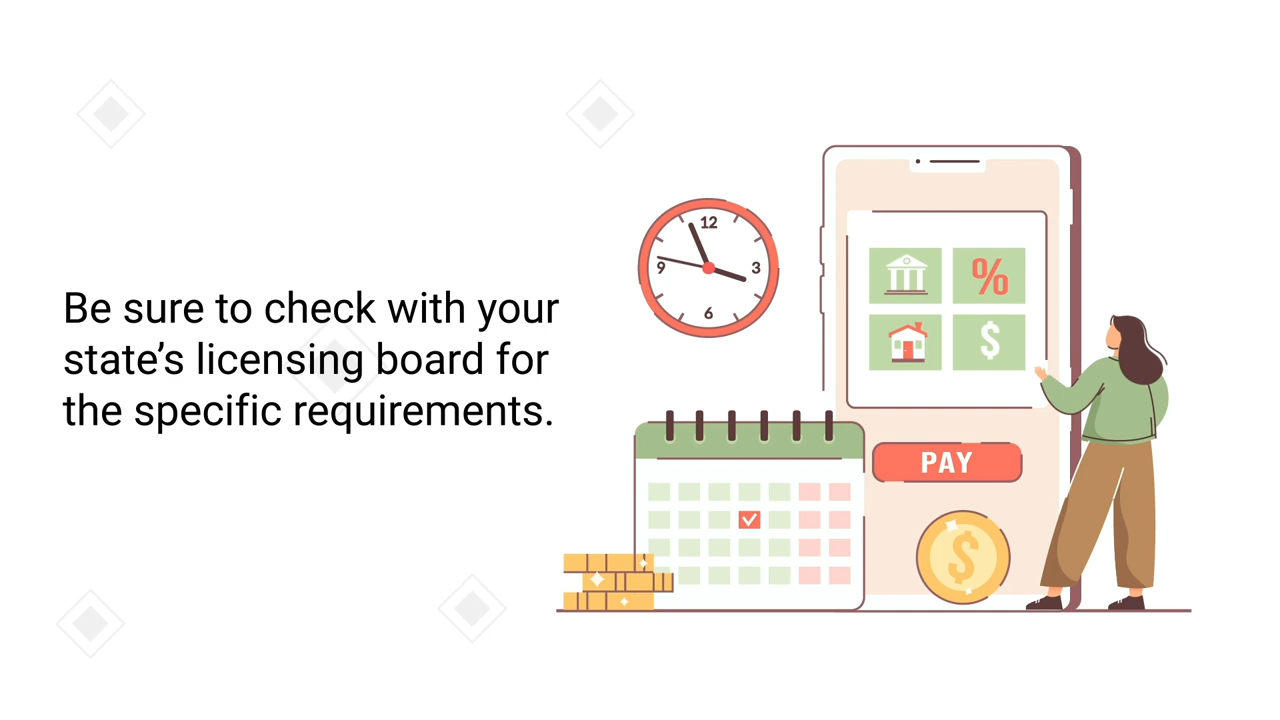 Be sure to check with your
state’s licensing board for
the specific requirements.
12
9
3
6
%
$
PAY
$